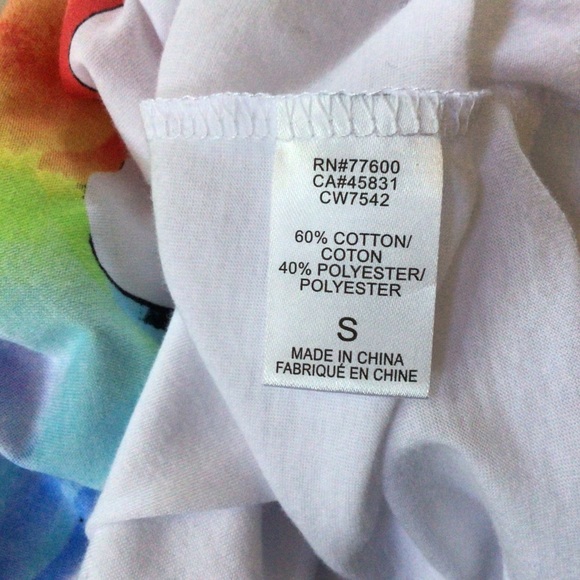 RN#77600
CA#45831
CW7542
60% COTTON/
COTON
40% POLYESTER/
POLYESTER
S
MADE IN CHINA
FABRIQUÉ EN CHINE